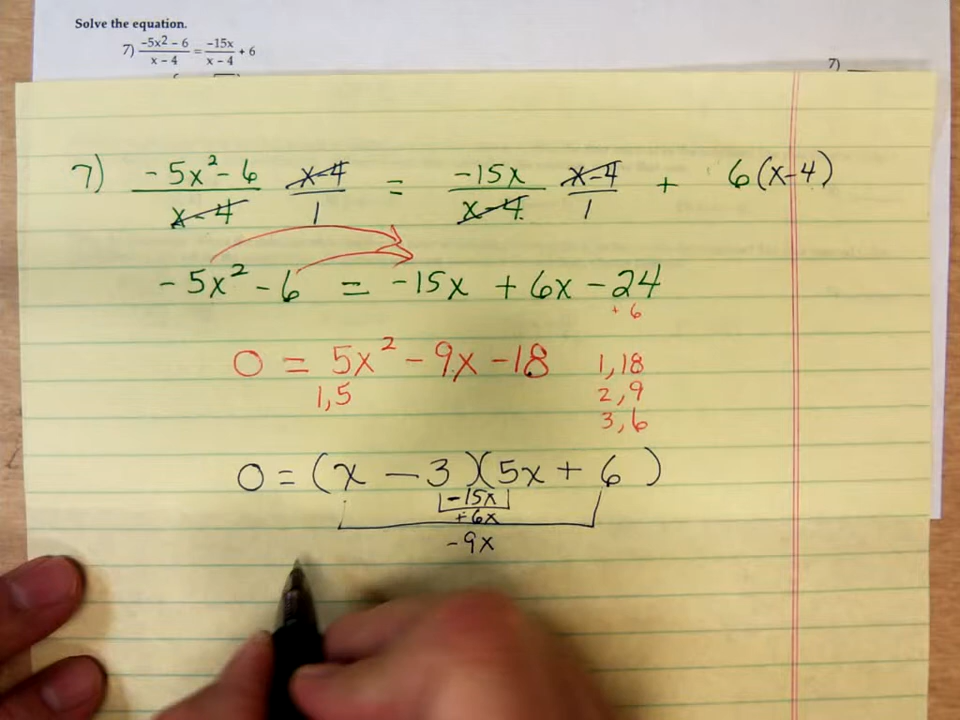 Solve the equation.
7) -5x² - 6 / x - 4 = -15x / x - 4 + 6
7)
7) -5x² - 6 / x - 4 · x - 4 / 1 = -15x / x - 4 · x - 4 / 1 + 6(x-4)
-5x² - 6 = -15x + 6x - 24
+ 6
0 = 5x² - 9x - 18
1,5
1,18
2,9
3,6
0 = (x - 3)(5x + 6)
-15x
+6x
-9x